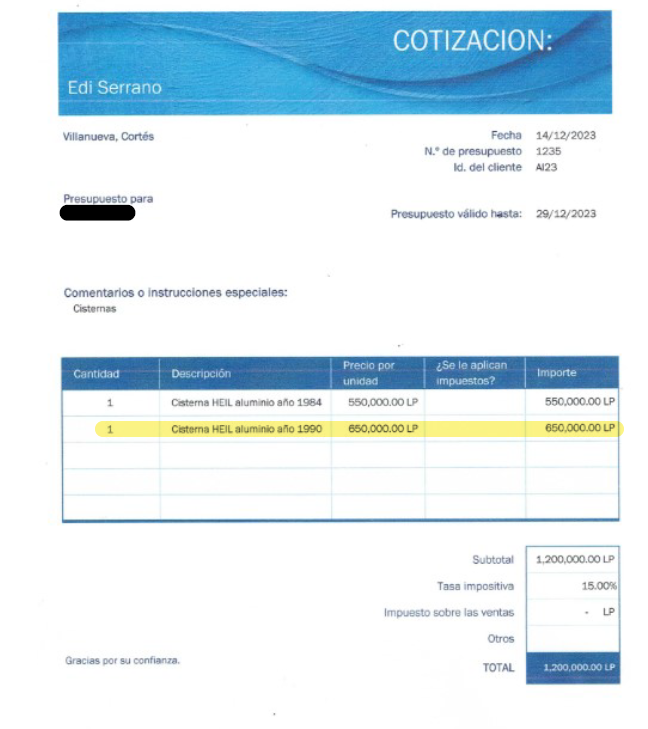 COTIZACION:
Edi Serrano
Villanueva, Cortés
Fecha 14/12/2023
N.º de presupuesto 1235
Id. del cliente AI23
Presupuesto para
Presupuesto válido hasta: 29/12/2023
Comentarios o instrucciones especiales:
Cisternas
Cantidad Descripción Precio por unidad ¿Se le aplican impuestos? Importe
1 Cisterna HEIL aluminio año 1984 550,000.00 LP 550,000.00 LP
1 Cisterna HEIL aluminio año 1990 650,000.00 LP 650,000.00 LP
Subtotal 1,200,000.00 LP
Tasa impositiva 15.00%
Impuesto sobre las ventas - LP
Otros
Gracias por su confianza.
TOTAL 1,200,000.00 LP